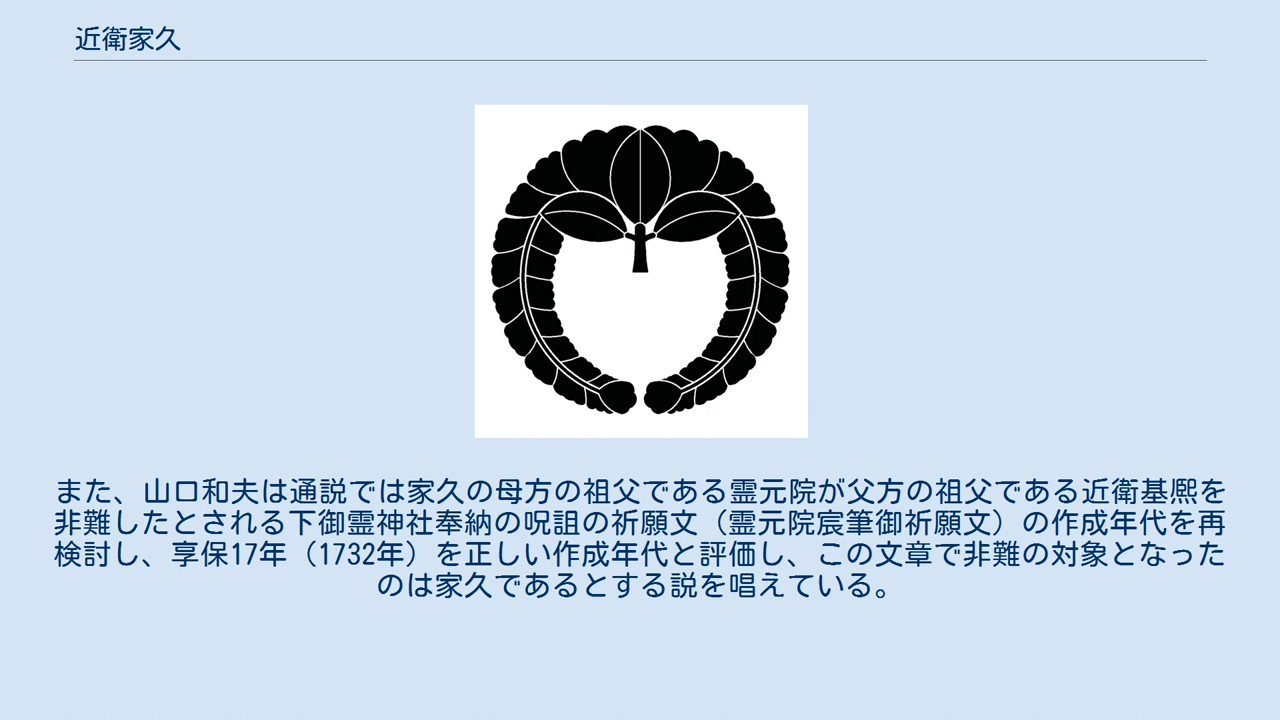 近衛家久
また、山口和夫は通説では家久の母方の祖父である霊元院が父方の祖父である近衛基熈を
非難したとされる下御霊神社奉納の呪詛の祈願文（霊元院宸筆御祈願文）の作成年代を再
検討し、享保17年（1732年）を正しい作成年代と評価し、この文章で非難の対象となった
のは家久であるとする説を唱えている。